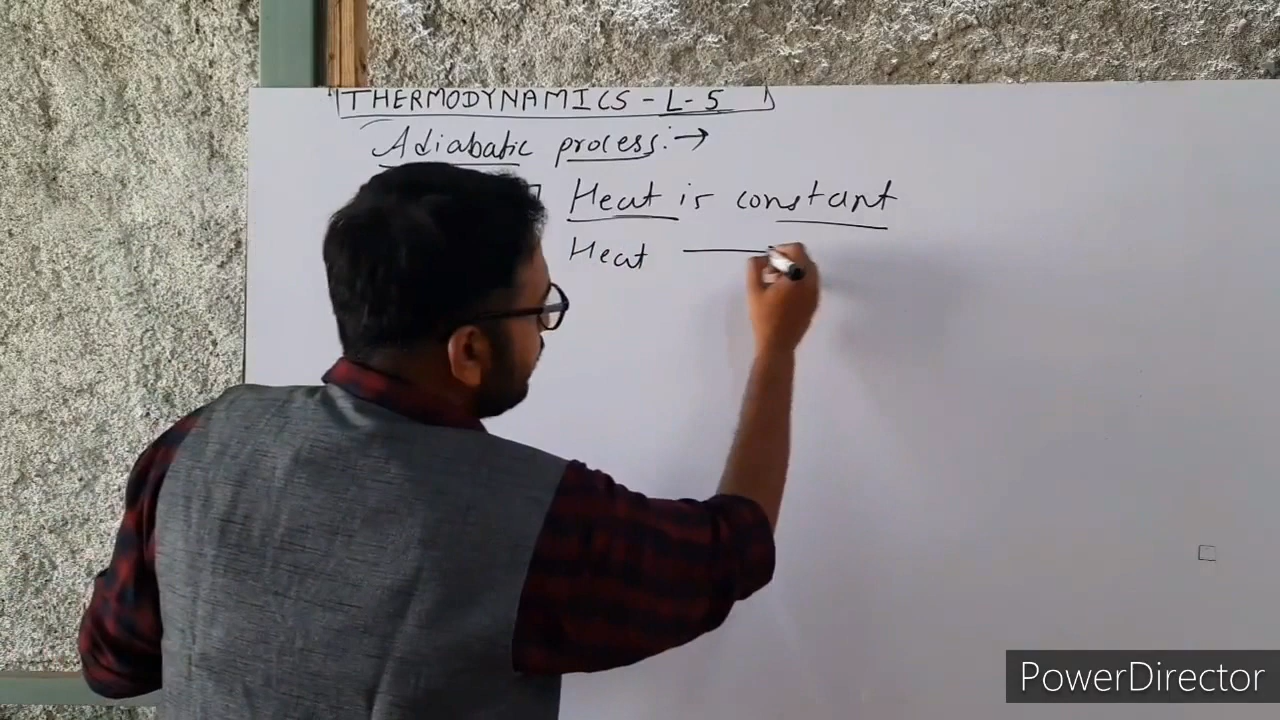 THERMODYNAMICS - L-5
Adiabatic process:→
Heat is constant
Heat
PowerDirector